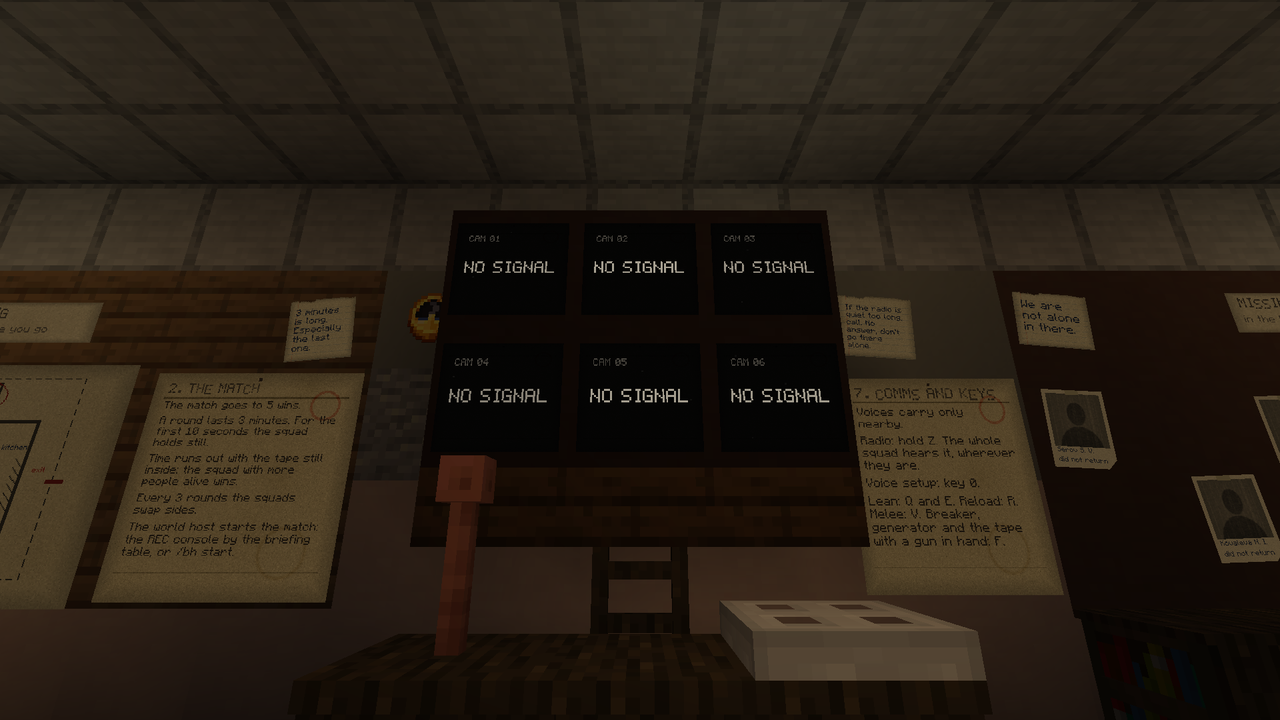 3 minutes
is long.
Especially
the last
one.
2. THE MATCH
The match goes to 5 wins.
A round lasts 3 minutes. For the
first 10 seconds the squad
holds still.
Time runs out with the tape still
inside: the squad with more
people alive wins.
Every 3 rounds the squads
swap sides.
The world host starts the match:
the REC console by the briefing
table, or /bh start.
kitchen
exit
you go
CAM 01
NO SIGNAL
CAM 02
NO SIGNAL
CAM 03
NO SIGNAL
CAM 04
NO SIGNAL
CAM 05
NO SIGNAL
CAM 06
NO SIGNAL
If the radio is
quiet too long,
call. No
answer, don't
go there
alone.
7. COMMS AND KEYS
Voices carry only
nearby.
Radio: hold Z. The whole
squad hears it, wherever
they are.
Voice setup: key 0.
Lean: Q and E. Reload: R.
Melee: V. Breaker,
generator and the tape
with a gun in hand: F.
We are
not alone
in there.
MISSIN
in the
did not return
did not return